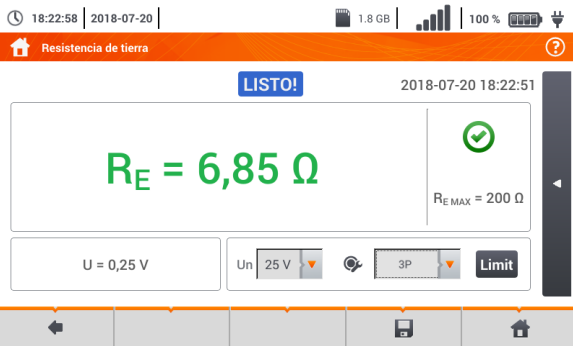 18:22:58 2018-07-20 1.8 GB 100 %
Resistencia de tierra ?
LISTO! 2018-07-20 18:22:51
RE = 6,85 Ω
RE MAX = 200 Ω
U = 0,25 V Un 25 V 3P Limit